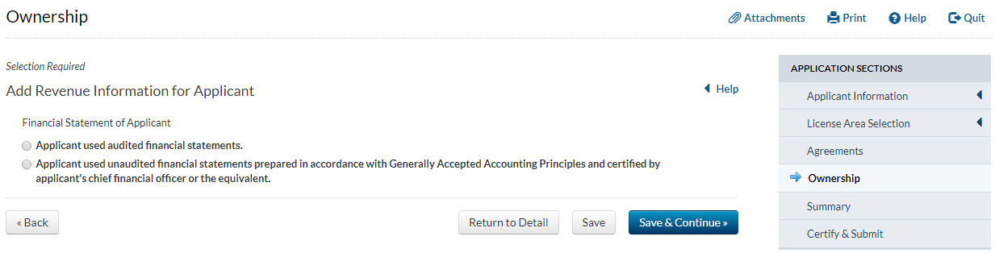 Ownership
Attachments
Print
Help
Quit
Selection Required
Add Revenue Information for Applicant
Help
Financial Statement of Applicant
Applicant used audited financial statements.
Applicant used unaudited financial statements prepared in accordance with Generally Accepted Accounting Principles and certified by
applicant's chief financial officer or the equivalent.
« Back
Return to Detail
Save
Save & Continue »
APPLICATION SECTIONS
Applicant Information
License Area Selection
Agreements
Ownership
Summary
Certify & Submit